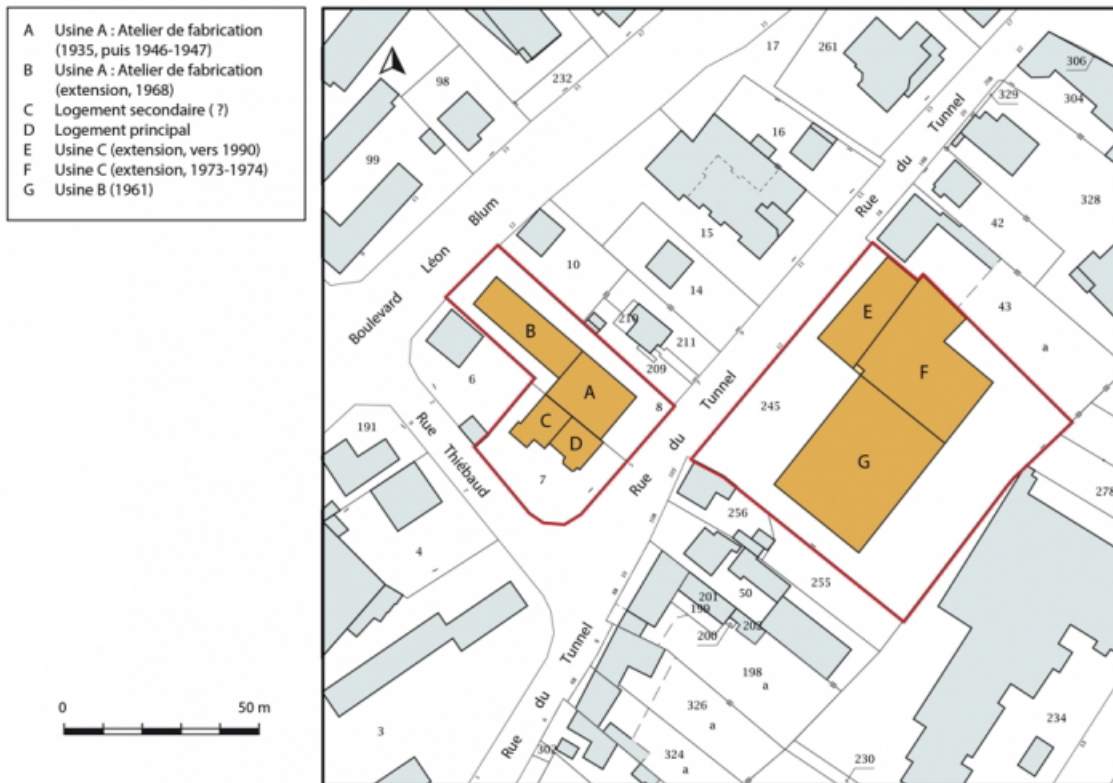 A Usine A : Atelier de fabrication
(1935, puis 1946-1947)
B Usine A : Atelier de fabrication
(extension, 1968)
C Logement secondaire ( ? )
D Logement principal
E Usine C (extension, vers 1990)
F Usine C (extension, 1973-1974)
G Usine B (1961)
17
261
306
329
304
98
232
99
16
Rue du Tunnel
328
42
15
Boulevard Léon Blum
10
14
43
a
E
B
210
211
F
209
A
6
8
245
Rue du Tunnel
C
D
191
Rue Thiébaud
7
G
278
256
4
255
201
50
199
200
202
198
a
Rue du Tunnel
326
a
234
3
302
324
a
230
0 50 m